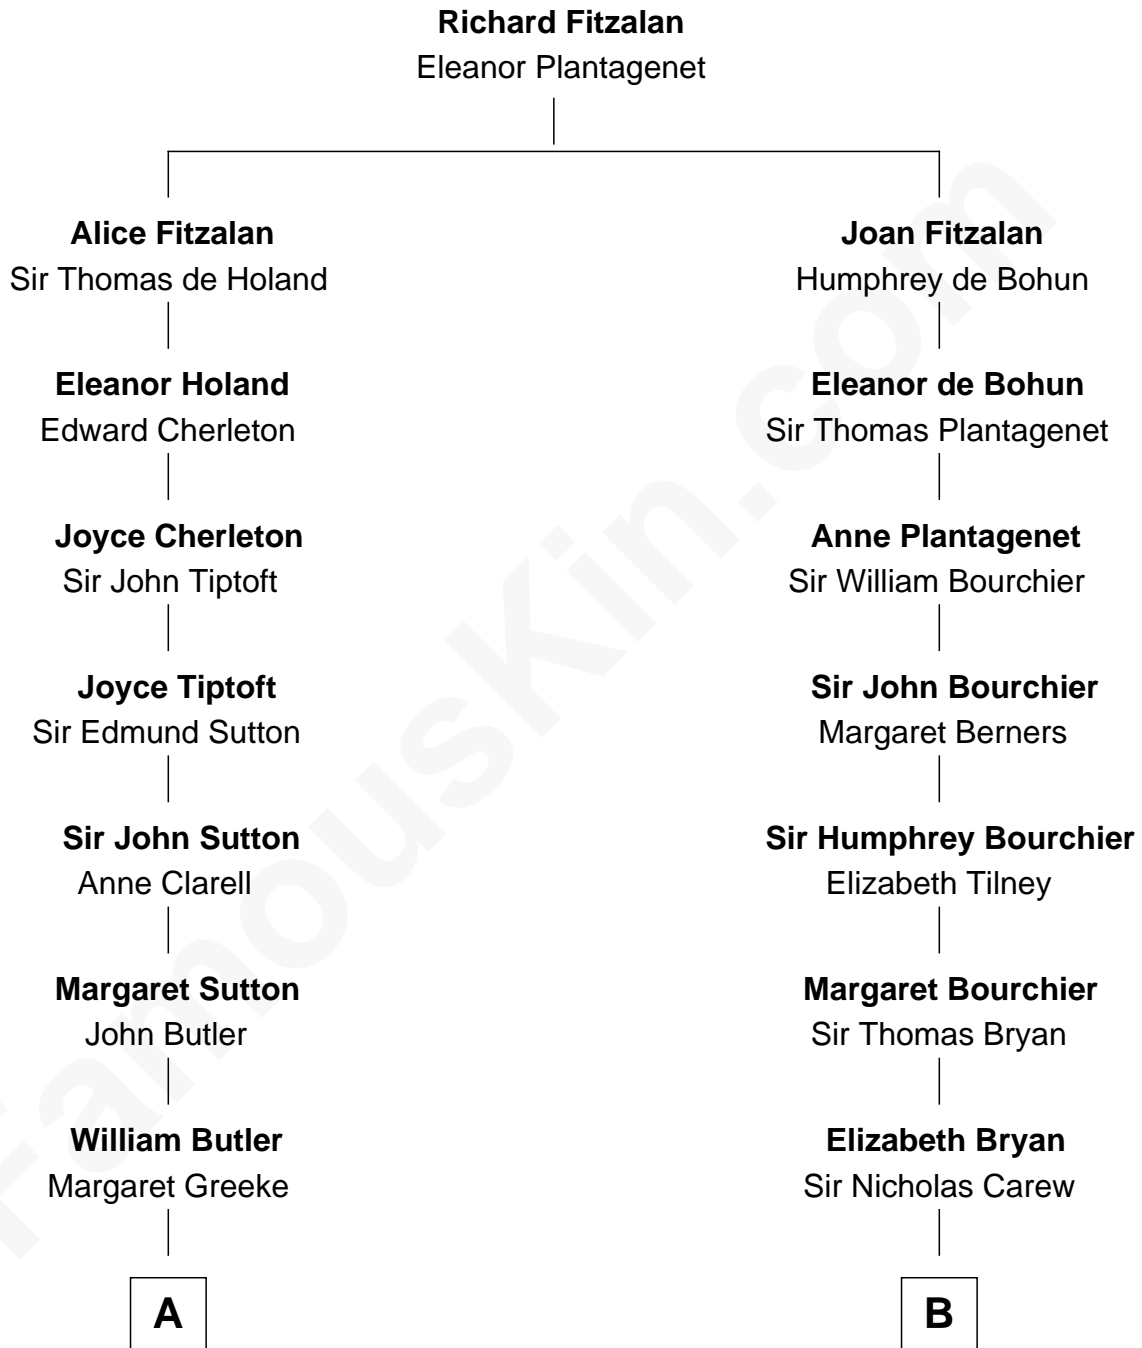 Richard Fitzalan
Eleanor Plantagenet
Alice Fitzalan
Sir Thomas de Holand
Joan Fitzalan
Humphrey de Bohun
Eleanor Holand
Edward Cherleton
Eleanor de Bohun
Sir Thomas Plantagenet
Joyce Cherleton
Sir John Tiptoft
Anne Plantagenet
Sir William Bourchier
Joyce Tiptoft
Sir Edmund Sutton
Sir John Bourchier
Margaret Berners
Sir John Sutton
Anne Clarell
Sir Humphrey Bourchier
Elizabeth Tilney
Margaret Sutton
John Butler
Margaret Bourchier
Sir Thomas Bryan
William Butler
Margaret Greeke
Elizabeth Bryan
Sir Nicholas Carew
A
B
FamousKin.com